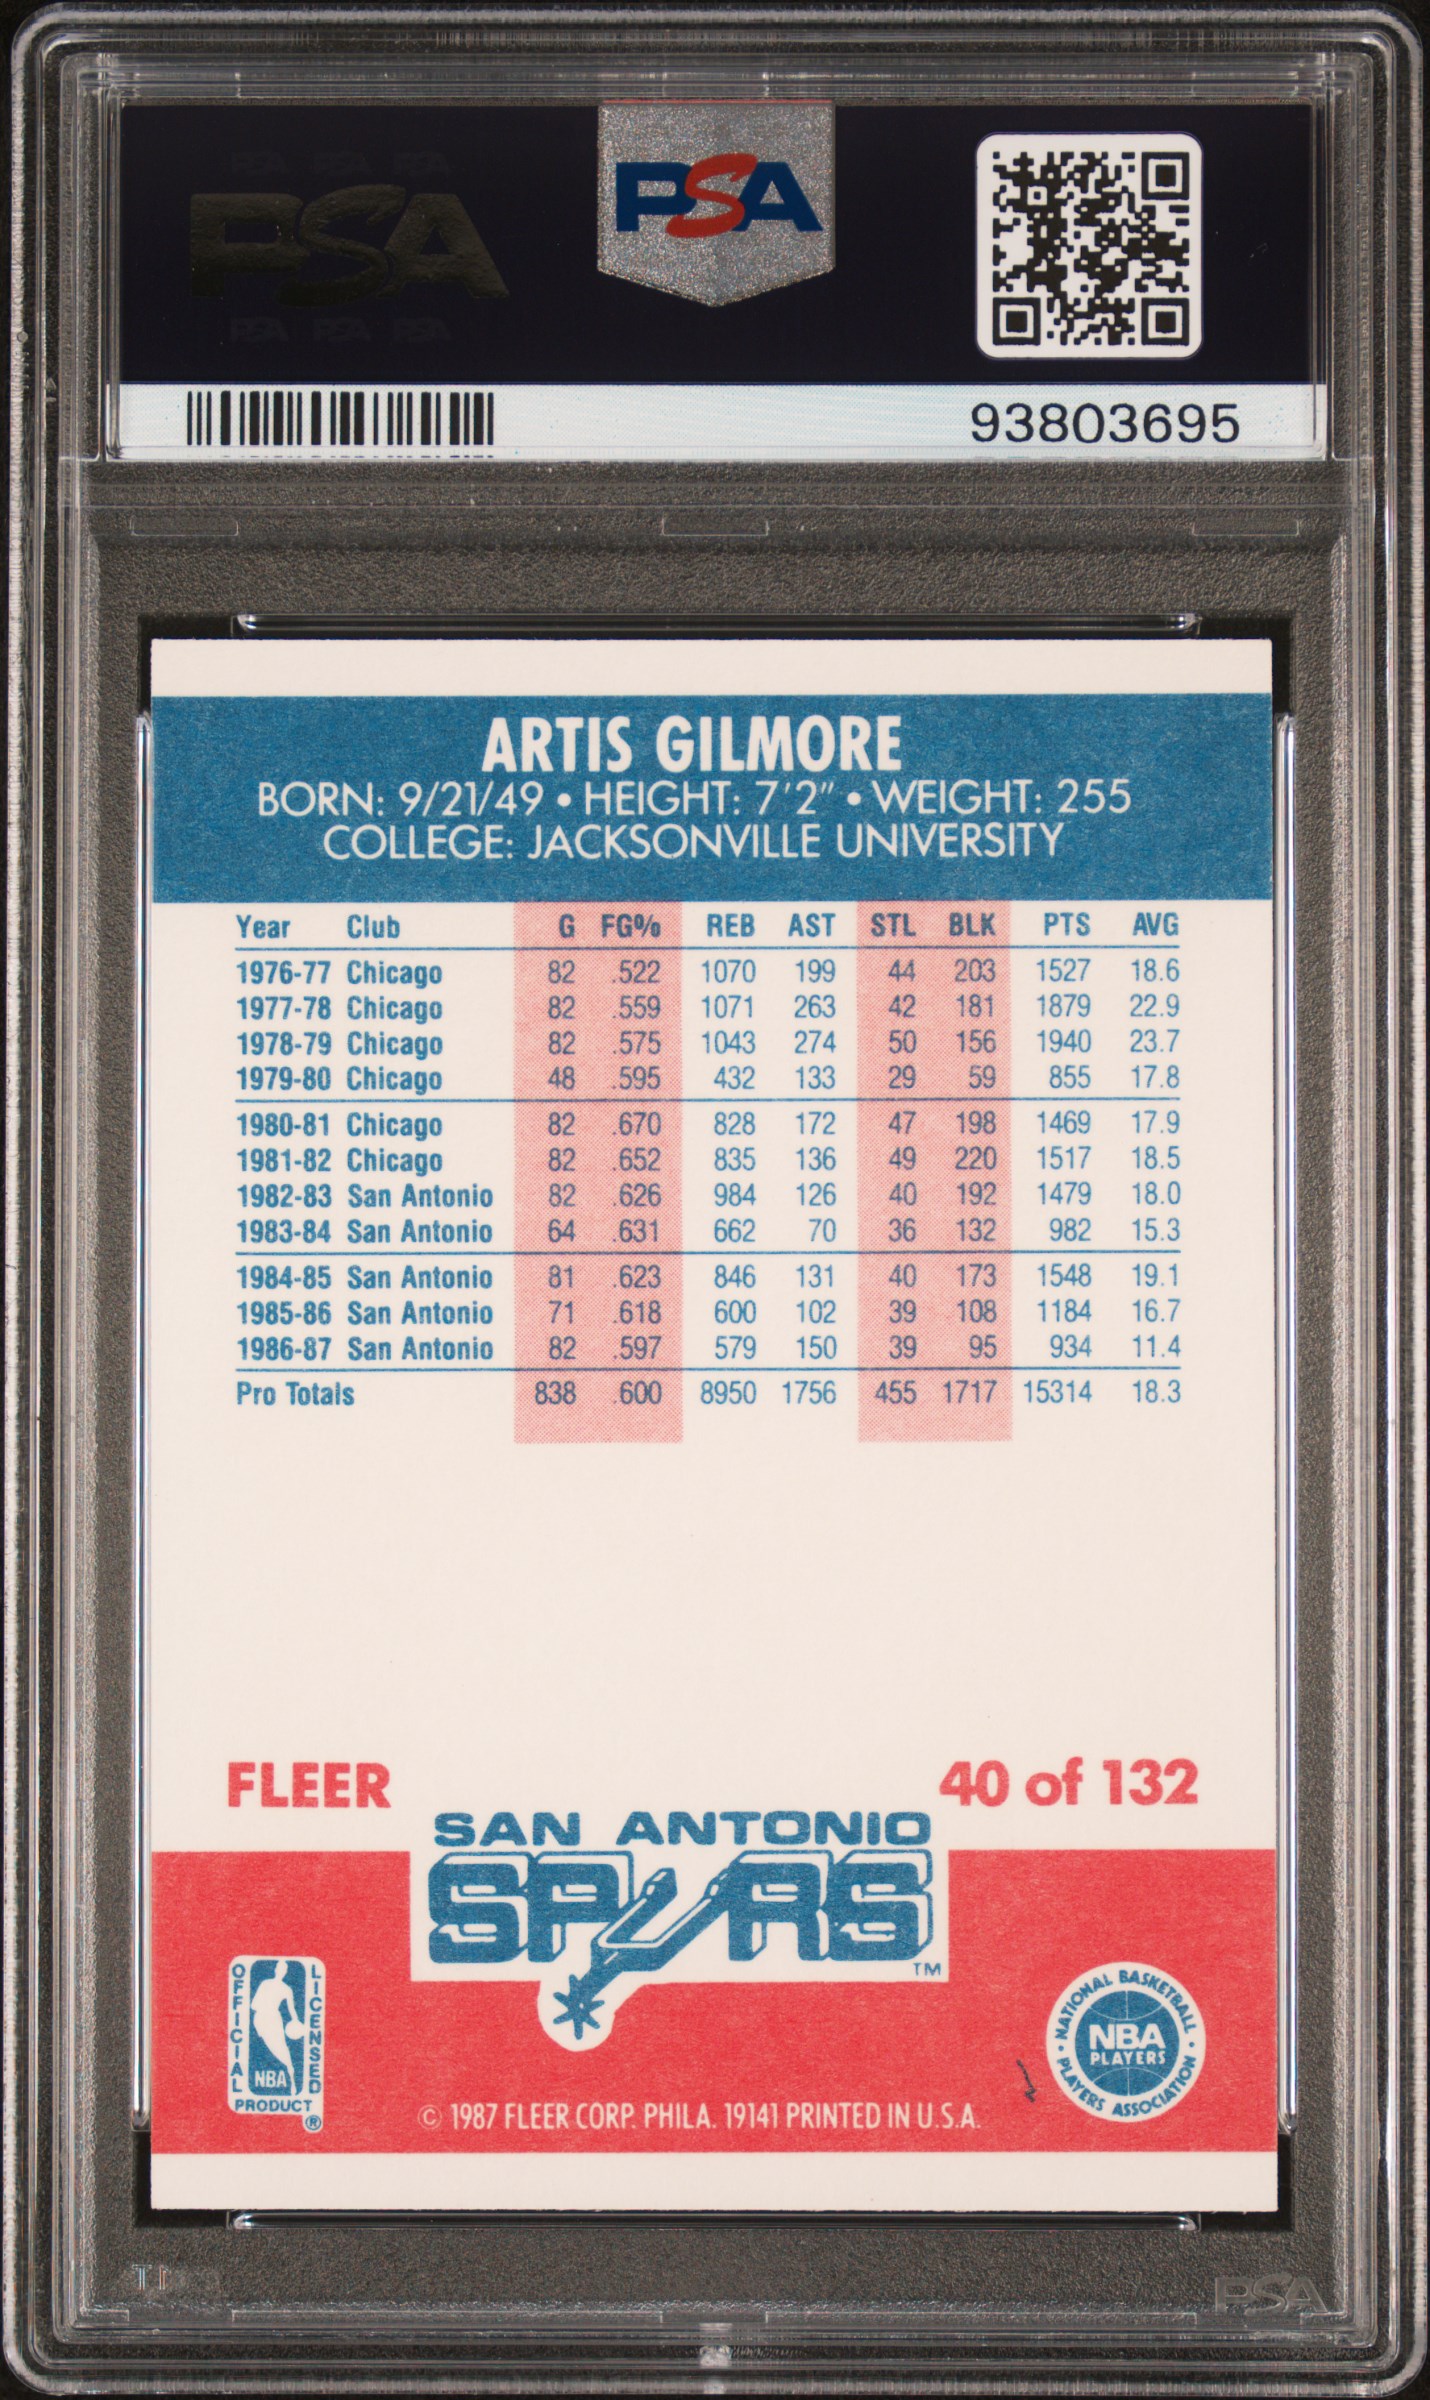 PSA
PSA
93803695
ARTIS GILMORE
BORN: 9/21/49 • HEIGHT: 7'2" • WEIGHT: 255
COLLEGE: JACKSONVILLE UNIVERSITY
Year Club G FG% REB AST STL BLK PTS AVG
1976-77 Chicago 82 .522 1070 199 44 203 1527 18.6
1977-78 Chicago 82 .559 1071 263 42 181 1879 22.9
1978-79 Chicago 82 .575 1043 274 50 156 1940 23.7
1979-80 Chicago 48 .595 432 133 29 59 855 17.8
1980-81 Chicago 82 .670 828 172 47 198 1469 17.9
1981-82 Chicago 82 .652 835 136 49 220 1517 18.5
1982-83 San Antonio 82 .626 984 126 40 192 1479 18.0
1983-84 San Antonio 64 .631 662 70 36 132 982 15.3
1984-85 San Antonio 81 .623 846 131 40 173 1548 19.1
1985-86 San Antonio 71 .618 600 102 39 108 1184 16.7
1986-87 San Antonio 82 .597 579 150 39 95 934 11.4
Pro Totals 838 .600 8950 1756 455 1717 15314 18.3
FLEER 40 of 132
SAN ANTONIO
SPURS TM
OFFICIAL LICENSED
NBA
PRODUCT ®
NATIONAL BASKETBALL
NBA
PLAYERS
PLAYERS ASSOCIATION
© 1987 FLEER CORP. PHILA. 19141 PRINTED IN U.S.A.
PSA